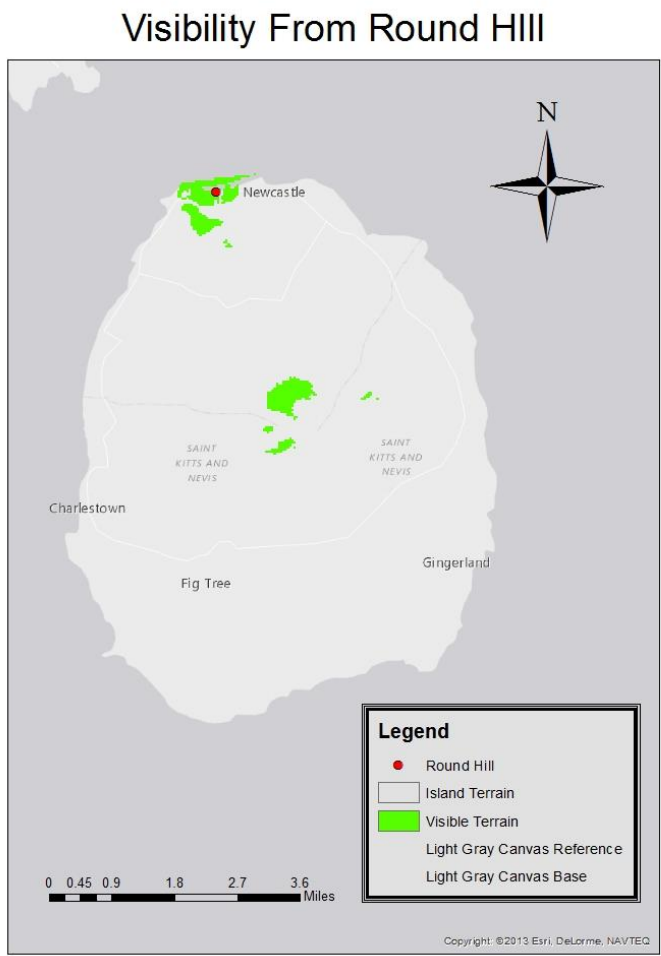 Visibility From Round HIll
N
Newcastle
SAINT
KITTS AND
NEVIS
SAINT
KITTS AND
NEVIS
Charlestown
Gingerland
Fig Tree
Legend
Round Hill
Island Terrain
Visible Terrain
Light Gray Canvas Reference
Light Gray Canvas Base
0 0.45 0.9 1.8 2.7 3.6
Miles
Copyright: ©2013 Esri, DeLorme, NAVTEQ